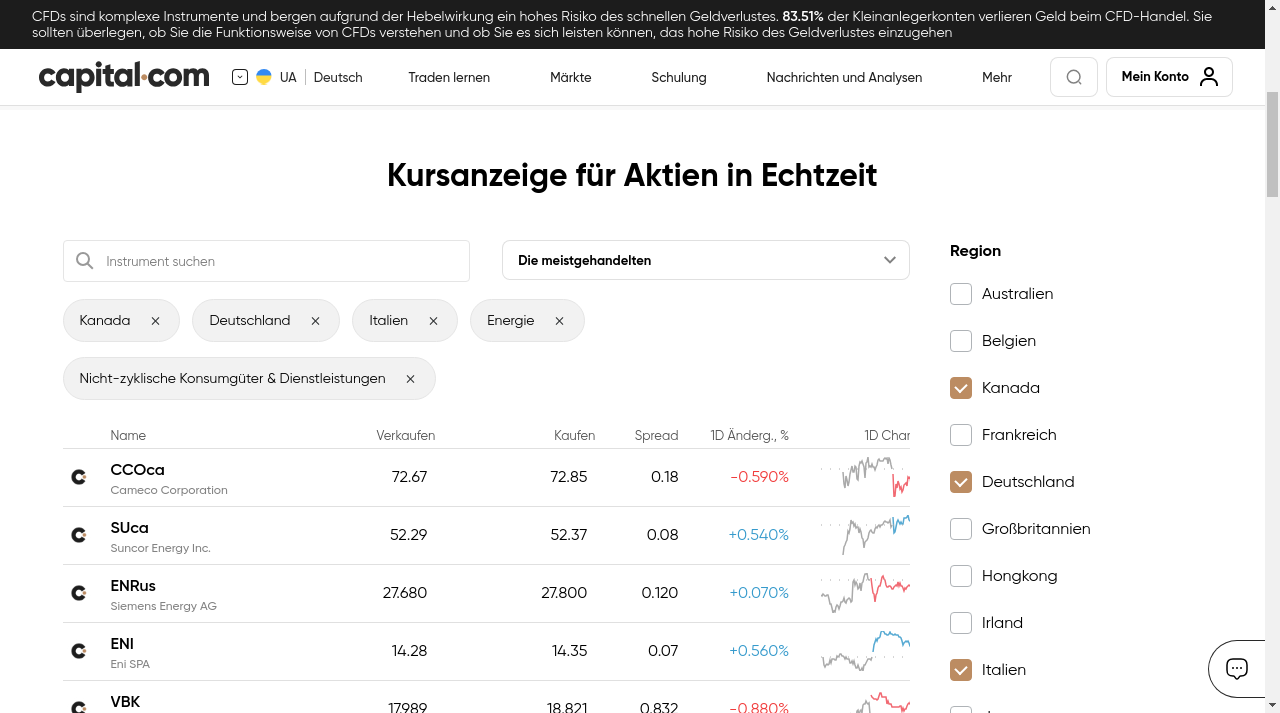 CFDs sind komplexe Instrumente und bergen aufgrund der Hebelwirkung ein hohes Risiko des schnellen Geldverlustes. 83.51% der Kleinanlegerkonten verlieren Geld beim CFD-Handel. Sie
sollten überlegen, ob Sie die Funktionsweise von CFDs verstehen und ob Sie es sich leisten können, das hohe Risiko des Geldverlustes einzugehen
capital.com UA Deutsch Traden lernen Märkte Schulung Nachrichten und Analysen Mehr Mein Konto
Kursanzeige für Aktien in Echtzeit
Instrument suchen
Die meistgehandelten
Kanada Deutschland Italien Energie
Nicht-zyklische Konsumgüter & Dienstleistungen
Name Verkaufen Kaufen Spread 1D Änderg., % 1D Char
CCOca 72.67 72.85 0.18 -0.590%
Cameco Corporation
SUca 52.29 52.37 0.08 +0.540%
Suncor Energy Inc.
ENRus 27.680 27.800 0.120 +0.070%
Siemens Energy AG
ENI 14.28 14.35 0.07 +0.560%
Eni SPA
VBK 17.989 18.821 0.832 -0.880%
Region
Australien
Belgien
Kanada
Frankreich
Deutschland
Großbritannien
Hongkong
Irland
Italien